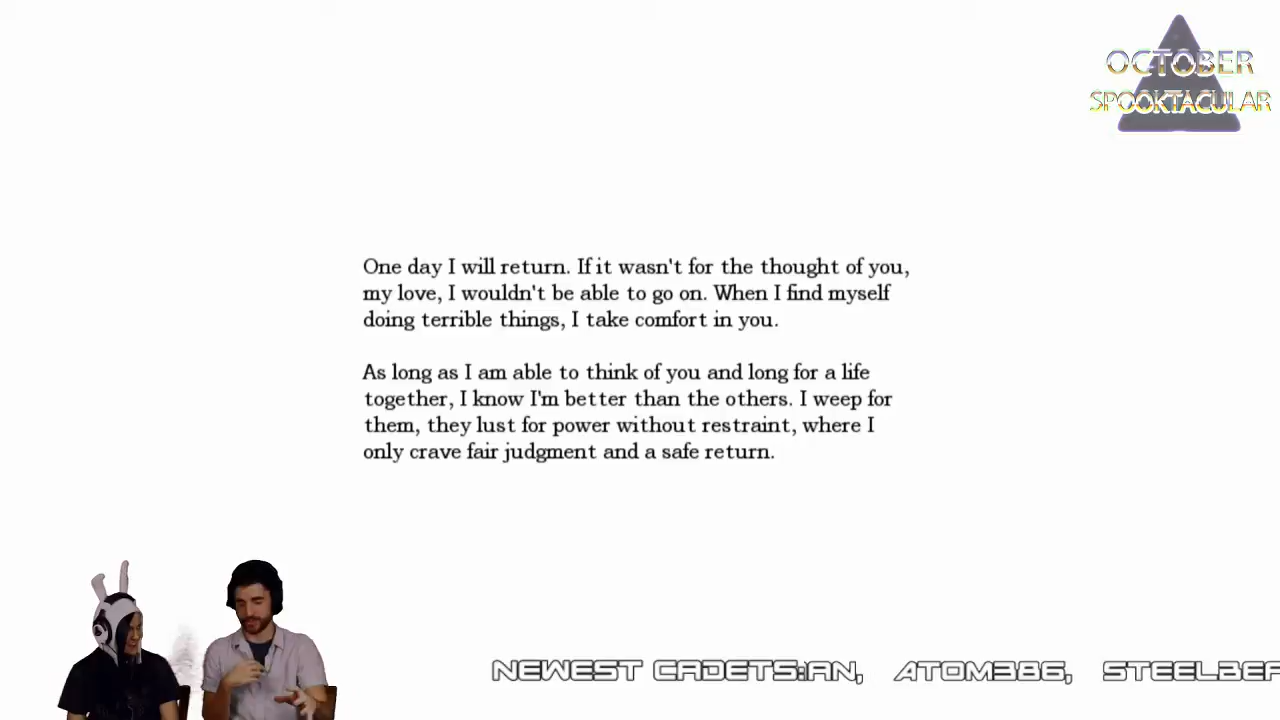 OCTOBER
SPOOKTACULAR
One day I will return. If it wasn't for the thought of you,
my love, I wouldn't be able to go on. When I find myself
doing terrible things, I take comfort in you.
As long as I am able to think of you and long for a life
together, I know I'm better than the others. I weep for
them, they lust for power without restraint, where I
only crave fair judgment and a safe return.
NEWEST CADETS:IAN, ATOM386, STEELBEA